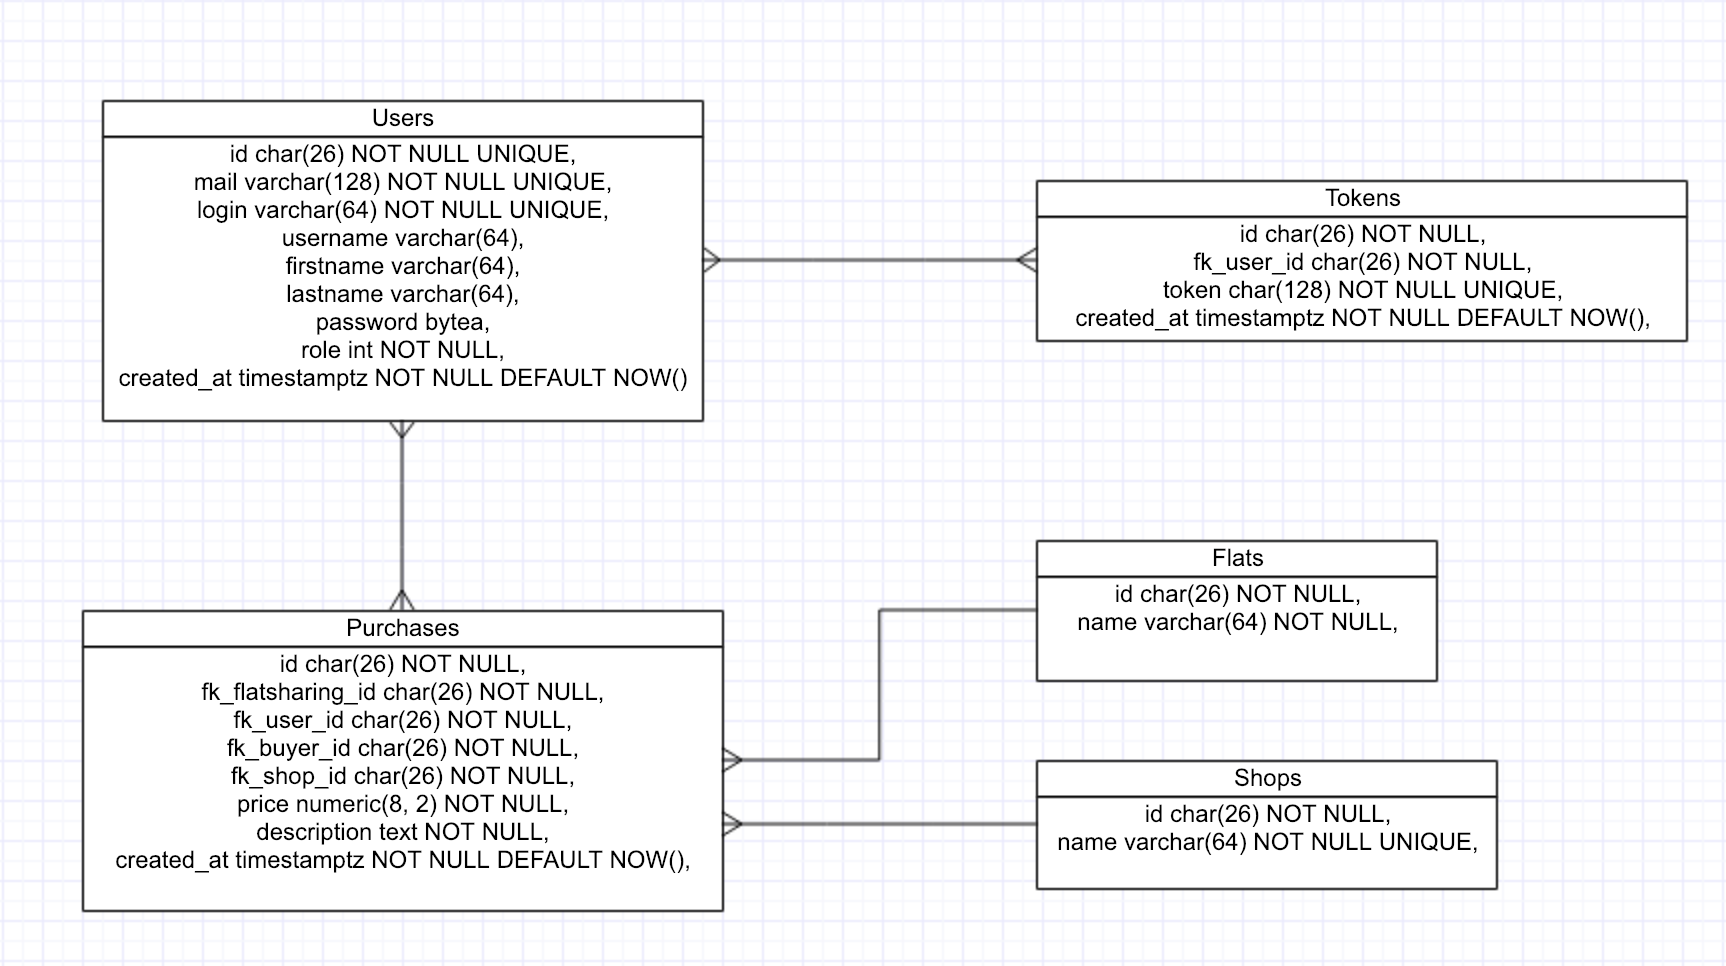 Users
id char(26) NOT NULL UNIQUE,
mail varchar(128) NOT NULL UNIQUE,
login varchar(64) NOT NULL UNIQUE,
username varchar(64),
firstname varchar(64),
lastname varchar(64),
password bytea,
role int NOT NULL,
created_at timestamptz NOT NULL DEFAULT NOW()
Tokens
id char(26) NOT NULL,
fk_user_id char(26) NOT NULL,
token char(128) NOT NULL UNIQUE,
created_at timestamptz NOT NULL DEFAULT NOW(),
Purchases
id char(26) NOT NULL,
fk_flatsharing_id char(26) NOT NULL,
fk_user_id char(26) NOT NULL,
fk_buyer_id char(26) NOT NULL,
fk_shop_id char(26) NOT NULL,
price numeric(8, 2) NOT NULL,
description text NOT NULL,
created_at timestamptz NOT NULL DEFAULT NOW(),
Flats
id char(26) NOT NULL,
name varchar(64) NOT NULL,
Shops
id char(26) NOT NULL,
name varchar(64) NOT NULL UNIQUE,